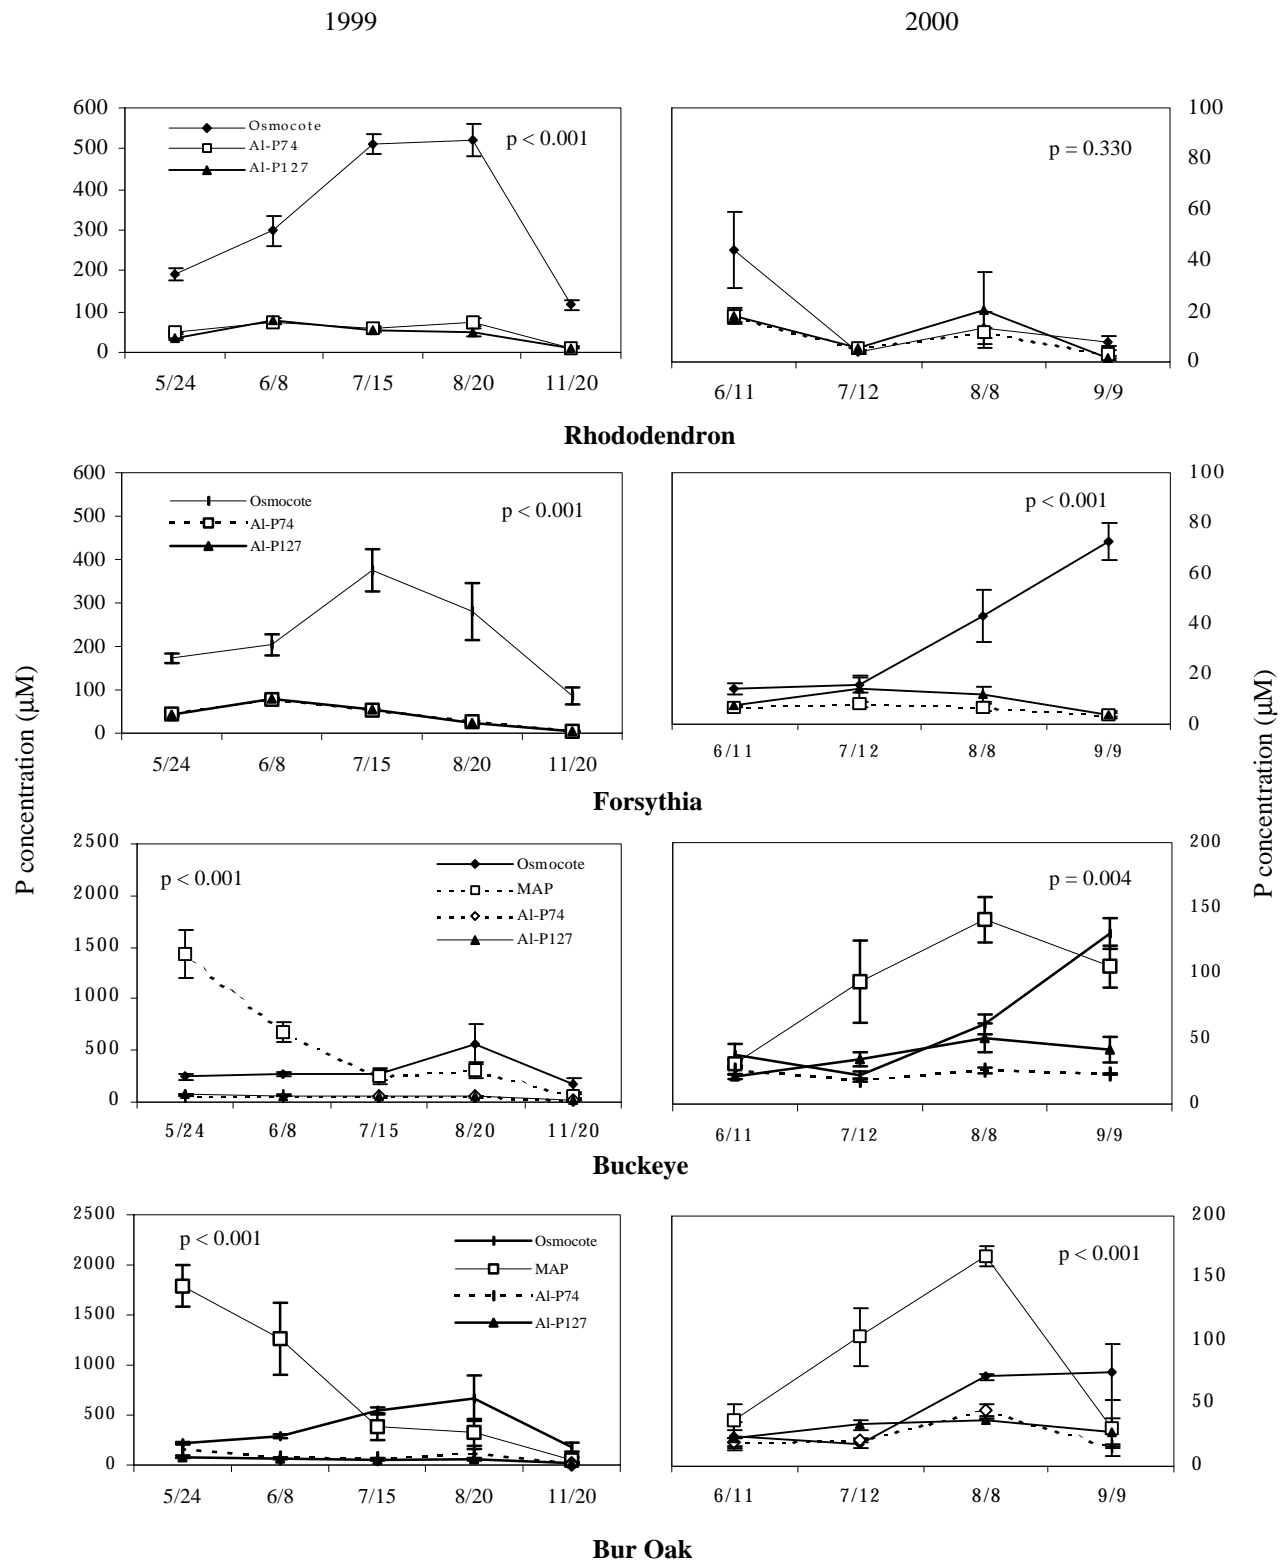 1999
2000
600
500
400
300
200
100
0
Osmocote
Al-P74
Al-P127
p < 0.001
5/24 6/8 7/15 8/20 11/20
p = 0.330
100
80
60
40
20
0
6/11 7/12 8/8 9/9
Rhododendron
600
500
400
300
200
100
0
Osmocote
Al-P74
Al-P127
p < 0.001
5/24 6/8 7/15 8/20 11/20
p < 0.001
100
80
60
40
20
0
6/11 7/12 8/8 9/9
Forsythia
P concentration (µM)
P concentration (µM)
2500
2000
1500
1000
500
0
p < 0.001
Osmocote
MAP
Al-P74
Al-P127
5/24 6/8 7/15 8/20 11/20
p = 0.004
200
150
100
50
0
6/11 7/12 8/8 9/9
Buckeye
2500
2000
1500
1000
500
0
p < 0.001
Osmocote
MAP
Al-P74
Al-P127
5/24 6/8 7/15 8/20 11/20
p < 0.001
200
150
100
50
0
6/11 7/12 8/8 9/9
Bur Oak